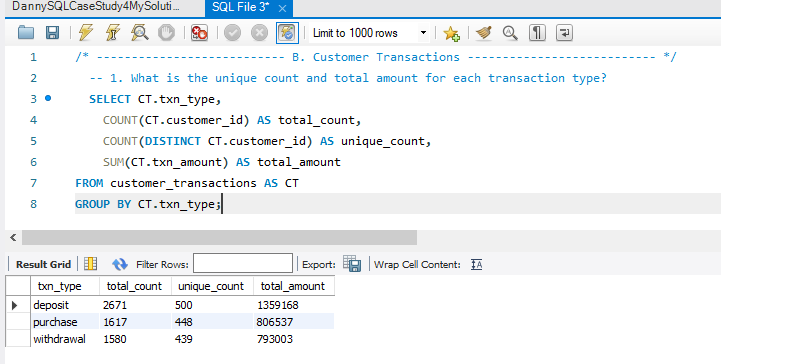 DannySQLCaseStudy4MySoluti... SQL File 3*
Limit to 1000 rows
1 /* --------------------------- B. Customer Transactions --------------------------- */
2 -- 1. What is the unique count and total amount for each transaction type?
3 SELECT CT.txn_type,
4 COUNT(CT.customer_id) AS total_count,
5 COUNT(DISTINCT CT.customer_id) AS unique_count,
6 SUM(CT.txn_amount) AS total_amount
7 FROM customer_transactions AS CT
8 GROUP BY CT.txn_type;
Result Grid Filter Rows: Export: Wrap Cell Content:
txn_type total_count unique_count total_amount
deposit 2671 500 1359168
purchase 1617 448 806537
withdrawal 1580 439 793003